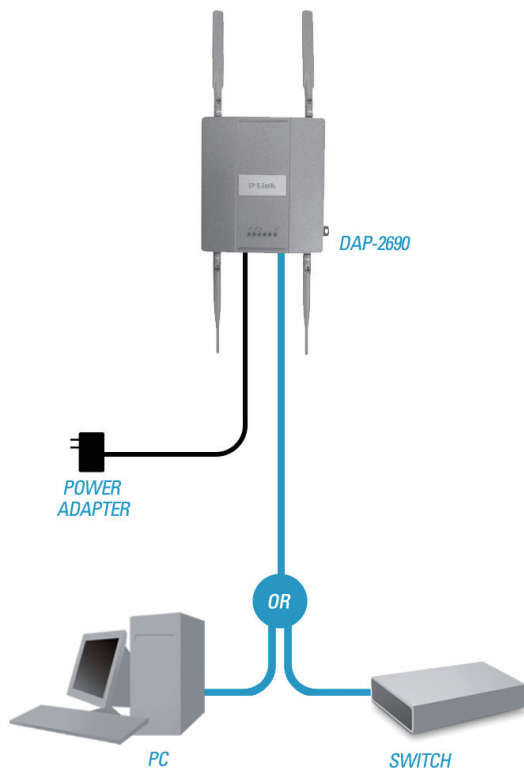 D-Link
DAP-2690
POWER
ADAPTER
OR
PC
SWITCH